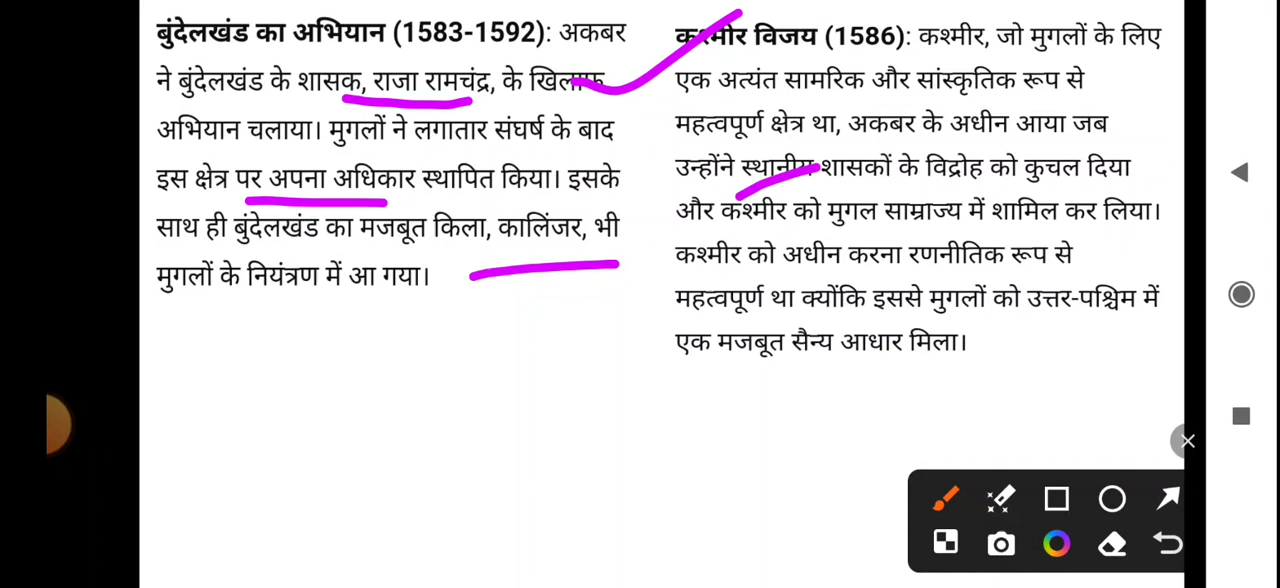 बुंदेलखंड का अभियान (1583-1592): अकबर
ने बुंदेलखंड के शासक, राजा रामचंद्र, के खिलाफ
अभियान चलाया। मुगलों ने लगातार संघर्ष के बाद
इस क्षेत्र पर अपना अधिकार स्थापित किया। इसके
साथ ही बुंदेलखंड का मजबूत किला, कालिंजर, भी
मुगलों के नियंत्रण में आ गया।
कश्मीर विजय (1586): कश्मीर, जो मुगलों के लिए
एक अत्यंत सामरिक और सांस्कृतिक रूप से
महत्वपूर्ण क्षेत्र था, अकबर के अधीन आया जब
उन्होंने स्थानीय शासकों के विद्रोह को कुचल दिया
और कश्मीर को मुगल साम्राज्य में शामिल कर लिया।
कश्मीर को अधीन करना रणनीतिक रूप से
महत्वपूर्ण था क्योंकि इससे मुगलों को उत्तर-पश्चिम में
एक मजबूत सैन्य आधार मिला।